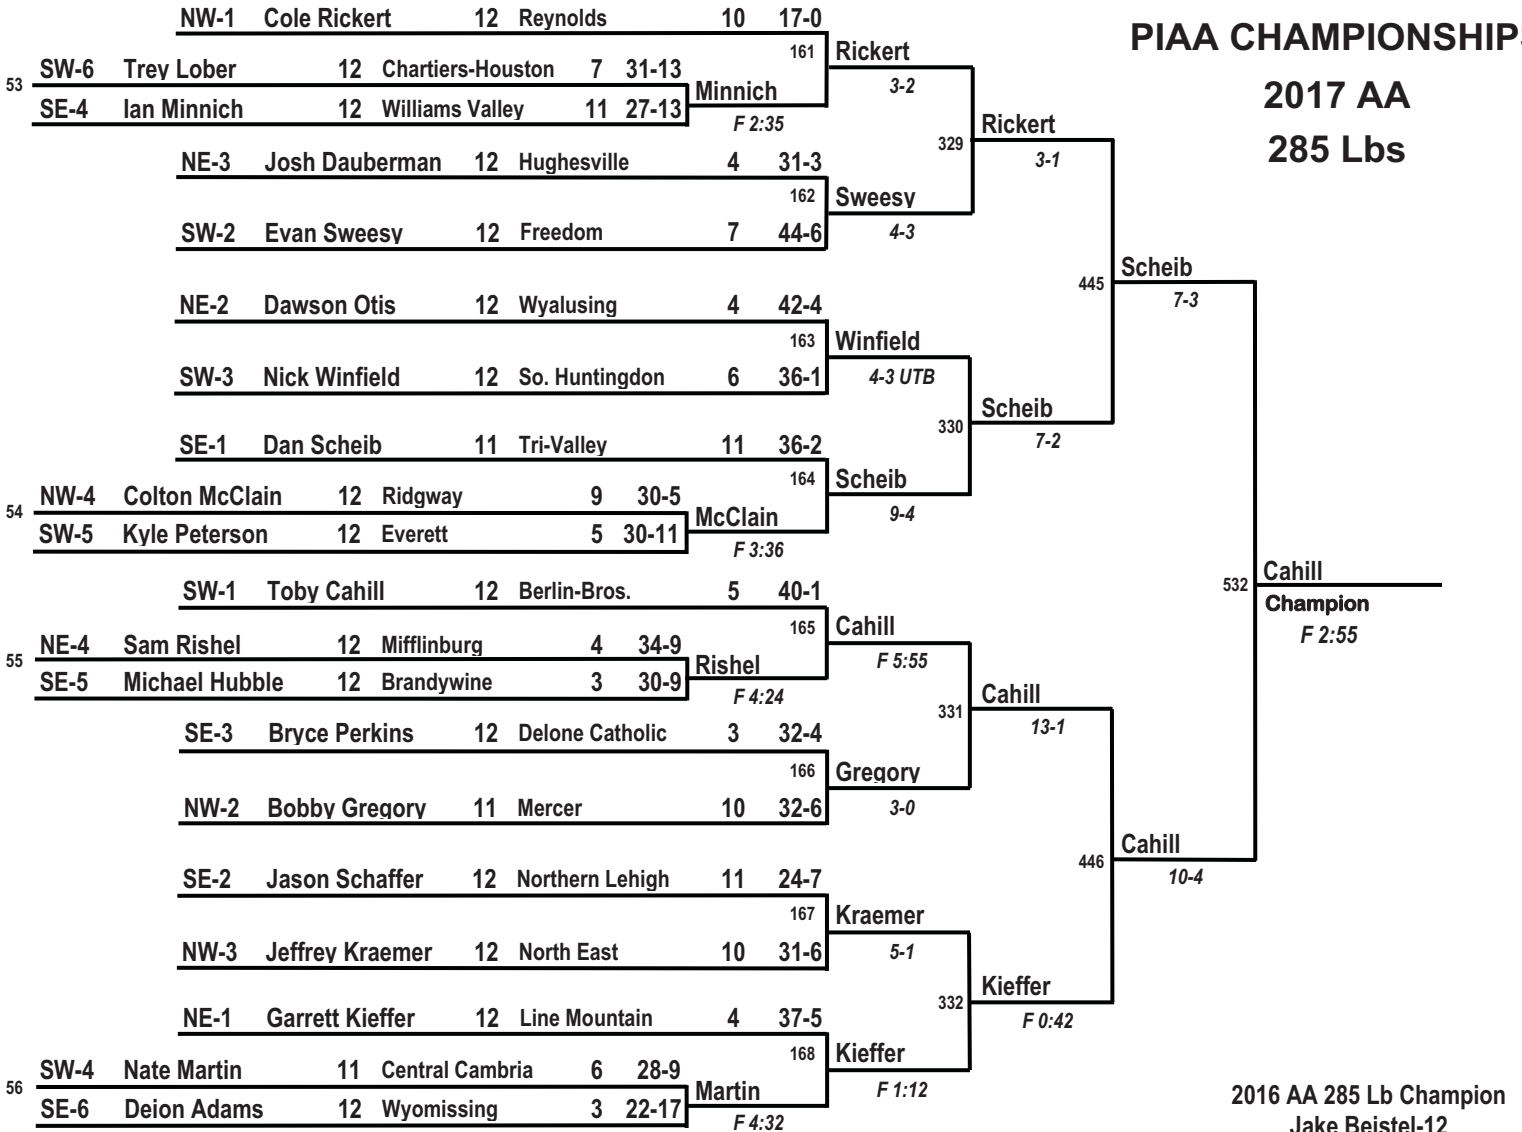 NW-1 Cole Rickert 12 Reynolds 10 17-0
PIAA CHAMPIONSHIPS
161 Rickert
53 SW-6 Trey Lober 12 Chartiers-Houston 7 31-13
3-2
2017 AA
Minnich
SE-4 Ian Minnich 12 Williams Valley 11 27-13
F 2:35
Rickert
329
285 Lbs
3-1
NE-3 Josh Dauberman 12 Hughesville 4 31-3
162 Sweesy
SW-2 Evan Sweesy 12 Freedom 7 44-6
4-3
Scheib
445
7-3
NE-2 Dawson Otis 12 Wyalusing 4 42-4
163 Winfield
SW-3 Nick Winfield 12 So. Huntingdon 6 36-1
4-3 UTB
Scheib
330
7-2
SE-1 Dan Scheib 11 Tri-Valley 11 36-2
164 Scheib
NW-4 Colton McClain 12 Ridgway 9 30-5
54
9-4
McClain
SW-5 Kyle Peterson 12 Everett 5 30-11
F 3:36
532 Cahill
Champion
F 2:55
SW-1 Toby Cahill 12 Berlin-Bros. 5 40-1
165 Cahill
NE-4 Sam Rishel 12 Mifflinburg 4 34-9
55
F 5:55
Rishel
SE-5 Michael Hubble 12 Brandywine 3 30-9
F 4:24
Cahill
331
13-1
SE-3 Bryce Perkins 12 Delone Catholic 3 32-4
166 Gregory
NW-2 Bobby Gregory 11 Mercer 10 32-6
3-0
Cahill
446
10-4
SE-2 Jason Schaffer 12 Northern Lehigh 11 24-7
167 Kraemer
NW-3 Jeffrey Kraemer 12 North East 10 31-6
5-1
Kieffer
332
F 0:42
NE-1 Garrett Kieffer 12 Line Mountain 4 37-5
168 Kieffer
SW-4 Nate Martin 11 Central Cambria 6 28-9
56
F 1:12
Martin
SE-6 Deion Adams 12 Wyomissing 3 22-17
F 4:32
2016 AA 285 Lb Champion
Jake Beistel-12